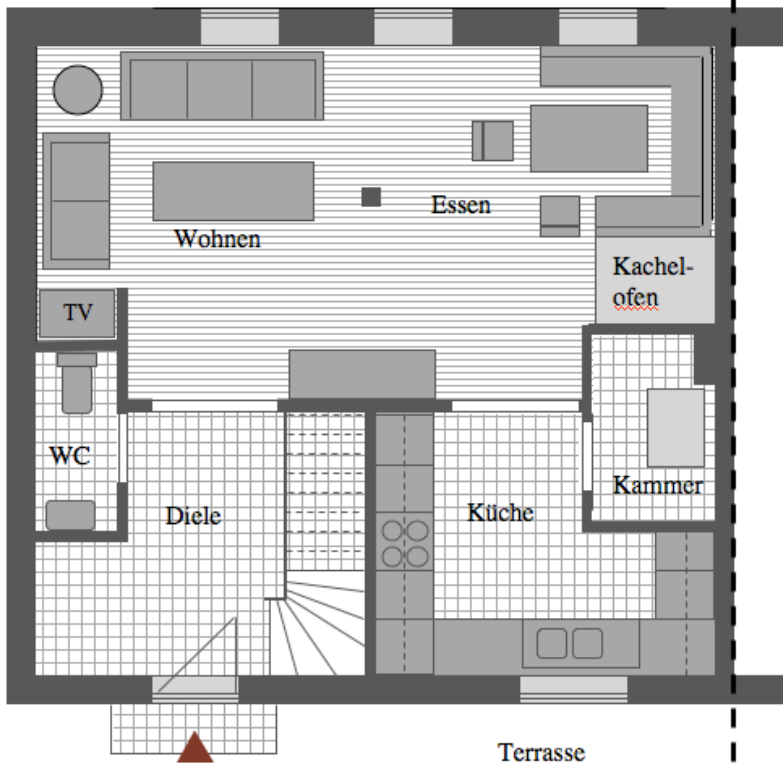 Essen
Wohnen
Kachel-
ofen
TV
WC
Kammer
Diele
Küche
Terrasse